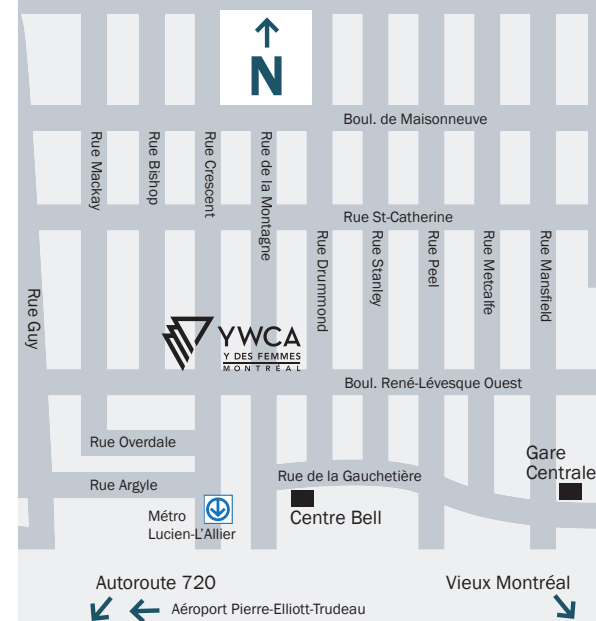 N
Boul. de Maisonneuve
Rue Mackay
Rue Bishop
Rue Crescent
Rue de la Montagne
Rue St-Catherine
Rue Drummond
Rue Stanley
Rue Peel
Rue Metcalfe
Rue Mansfield
Rue Guy
YWCA
Y DES FEMMES
MONTRÉAL
Boul. René-Lévesque Ouest
Rue Overdale
Rue Argyle
Rue de la Gauchetière
Gare
Centrale
Métro
Lucien-L'Allier
Centre Bell
Autoroute 720
Vieux Montréal
Aéroport Pierre-Elliott-Trudeau